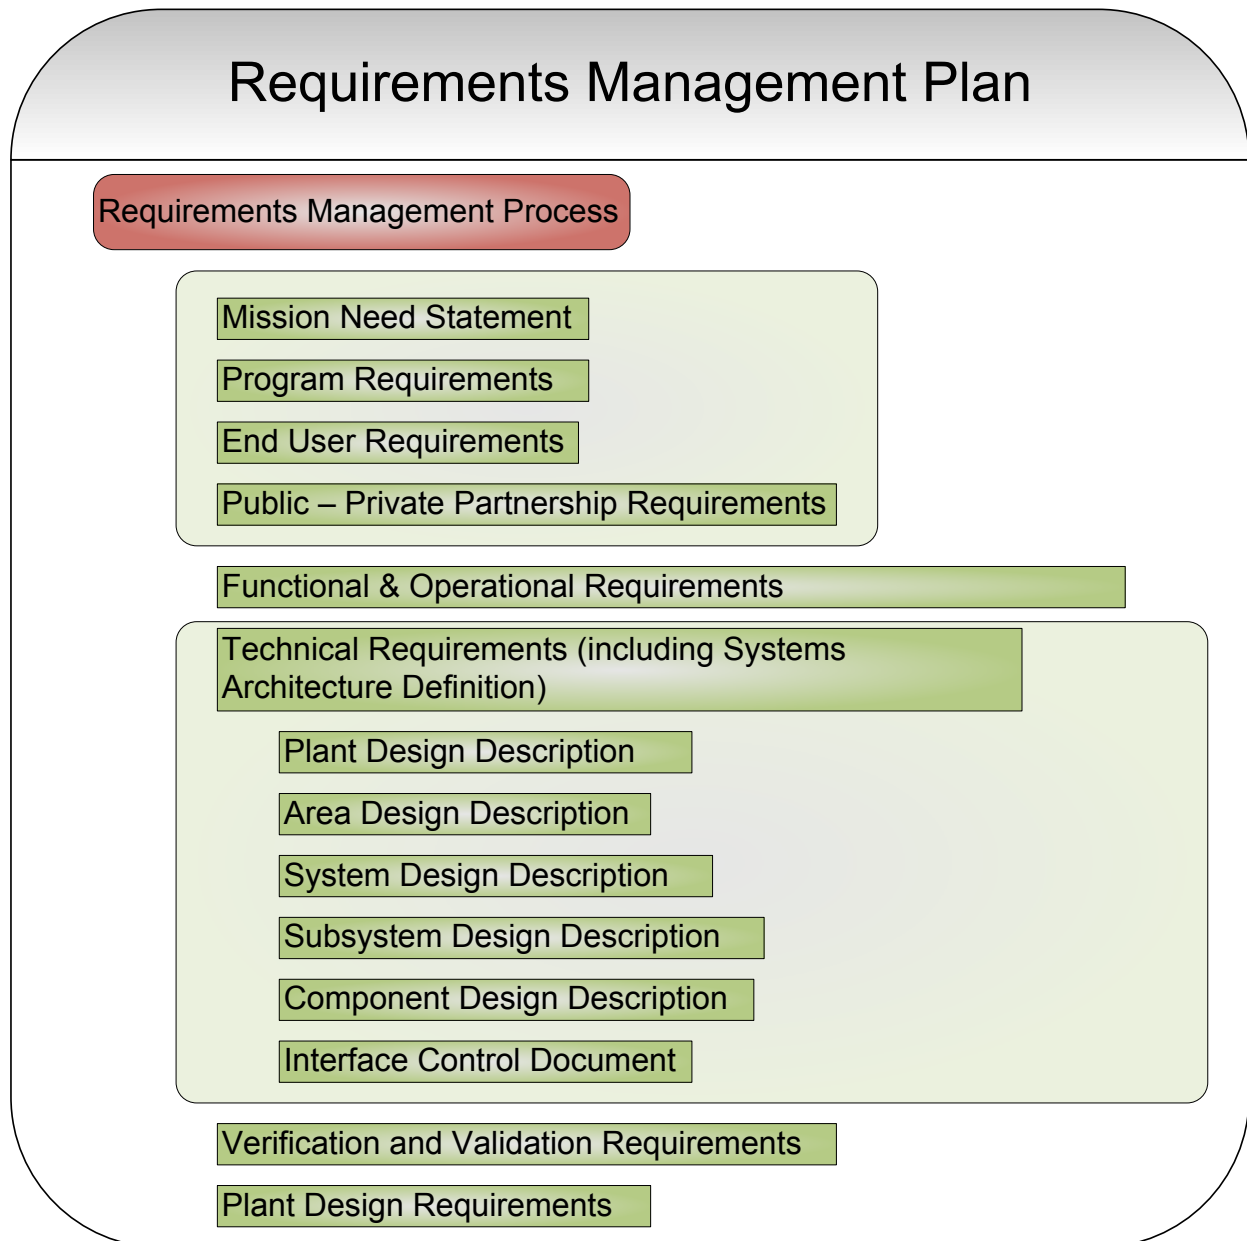 Requirements Management Plan
Requirements Management Process
Mission Need Statement
Program Requirements
End User Requirements
Public – Private Partnership Requirements
Functional & Operational Requirements
Technical Requirements (including Systems
Architecture Definition)
Plant Design Description
Area Design Description
System Design Description
Subsystem Design Description
Component Design Description
Interface Control Document
Verification and Validation Requirements
Plant Design Requirements